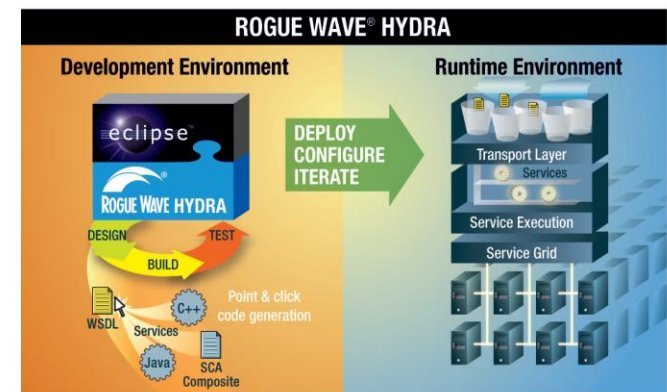 ROGUE WAVE® HYDRA
Development Environment
eclipse™
®
ROGUE WAVE HYDRA
DESIGN
TEST
BUILD
WSDL
Services
C++
Java
SCA
Composite
Point & click
code generation
DEPLOY
CONFIGURE
ITERATE
Runtime Environment
Transport Layer
Services
Service Execution
Service Grid